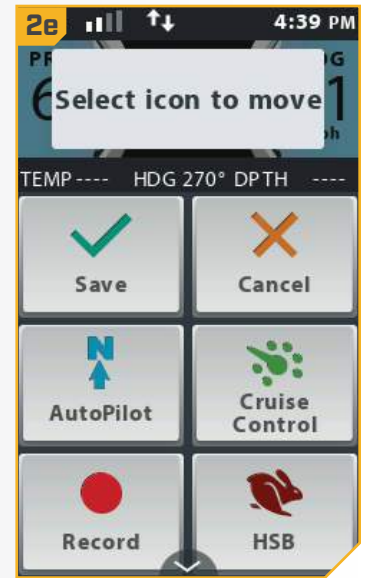 2e
4:39 PM
Select icon to move
TEMP ---- HDG 270° DPTH ----
Save
Cancel
N
AutoPilot
Cruise
Control
Record
HSB